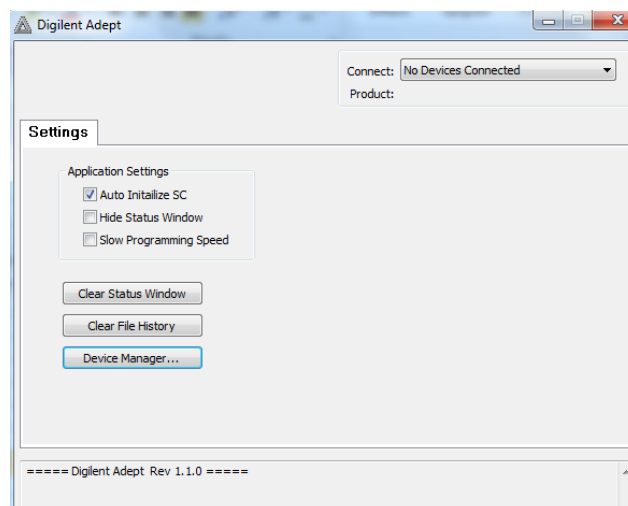 Digilent Adept
Connect: No Devices Connected
Product:
Settings
Application Settings
Auto Initailize SC
Hide Status Window
Slow Programming Speed
Clear Status Window
Clear File History
Device Manager...
===== Digilent Adept Rev 1.1.0 =====